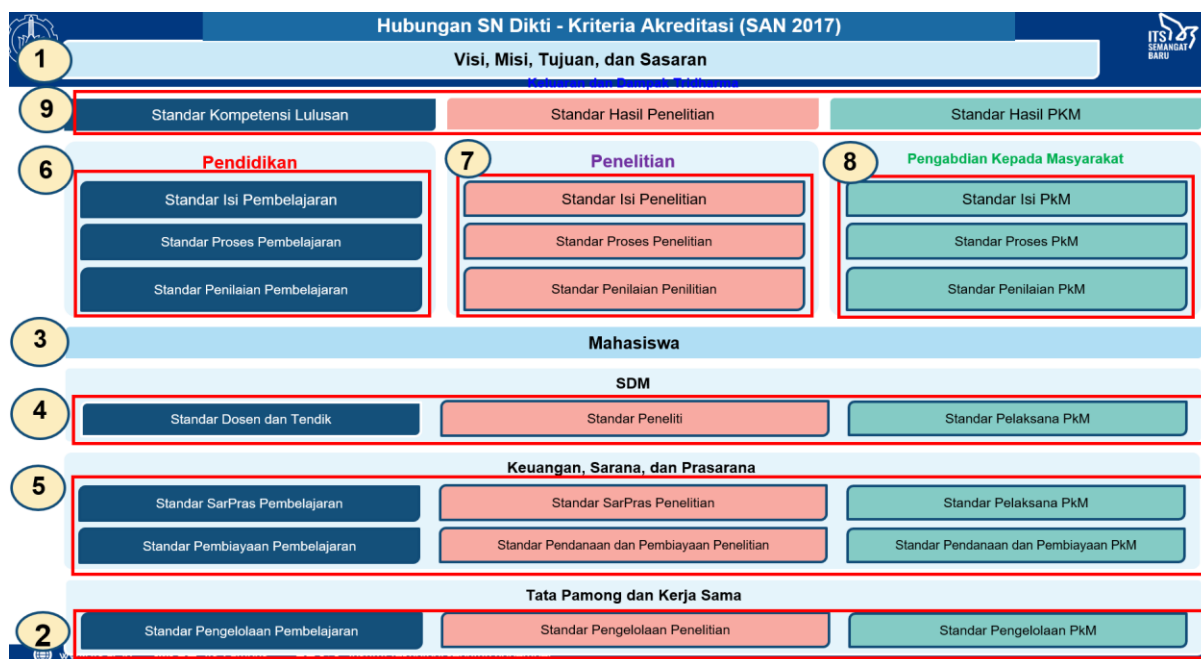 Hubungan SN Dikti - Kriteria Akreditasi (SAN 2017)
ITS
SEMANGAT
BARU
1
Visi, Misi, Tujuan, dan Sasaran
Keluaran dan Dampak Tridharma
9
Standar Kompetensi Lulusan
Standar Hasil Penelitian
Standar Hasil PKM
6
Pendidikan
7
Penelitian
8
Pengabdian Kepada Masyarakat
Standar Isi Pembelajaran
Standar Isi Penelitian
Standar Isi PkM
Standar Proses Pembelajaran
Standar Proses Penelitian
Standar Proses PkM
Standar Penilaian Pembelajaran
Standar Penilaian Penilitian
Standar Penilaian PkM
3
Mahasiswa
SDM
4
Standar Dosen dan Tendik
Standar Peneliti
Standar Pelaksana PkM
Keuangan, Sarana, dan Prasarana
5
Standar SarPras Pembelajaran
Standar SarPras Penelitian
Standar Pelaksana PkM
Standar Pembiayaan Pembelajaran
Standar Pendanaan dan Pembiayaan Penelitian
Standar Pendanaan dan Pembiayaan PkM
Tata Pamong dan Kerja Sama
2
Standar Pengelolaan Pembelajaran
Standar Pengelolaan Penelitian
Standar Pengelolaan PkM